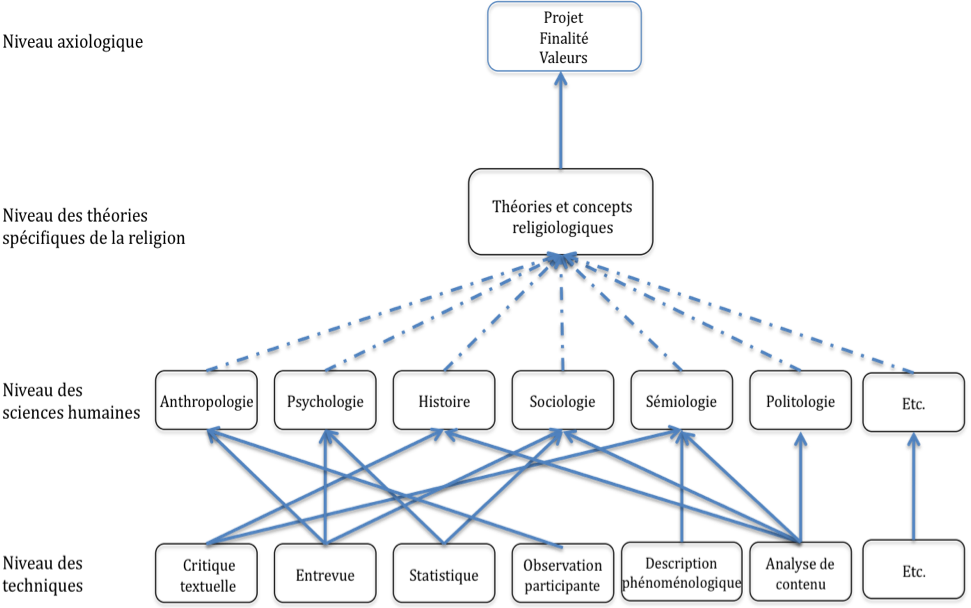 Niveau axiologique
Projet
Finalité
Valeurs
Niveau des théories
spécifiques de la religion
Théories et concepts
religiologiques
Niveau des
sciences humaines
Anthropologie
Psychologie
Histoire
Sociologie
Sémiologie
Politologie
Etc.
Niveau des
techniques
Critique
textuelle
Entrevue
Statistique
Observation
participante
Description
phénoménologique
Analyse de
contenu
Etc.